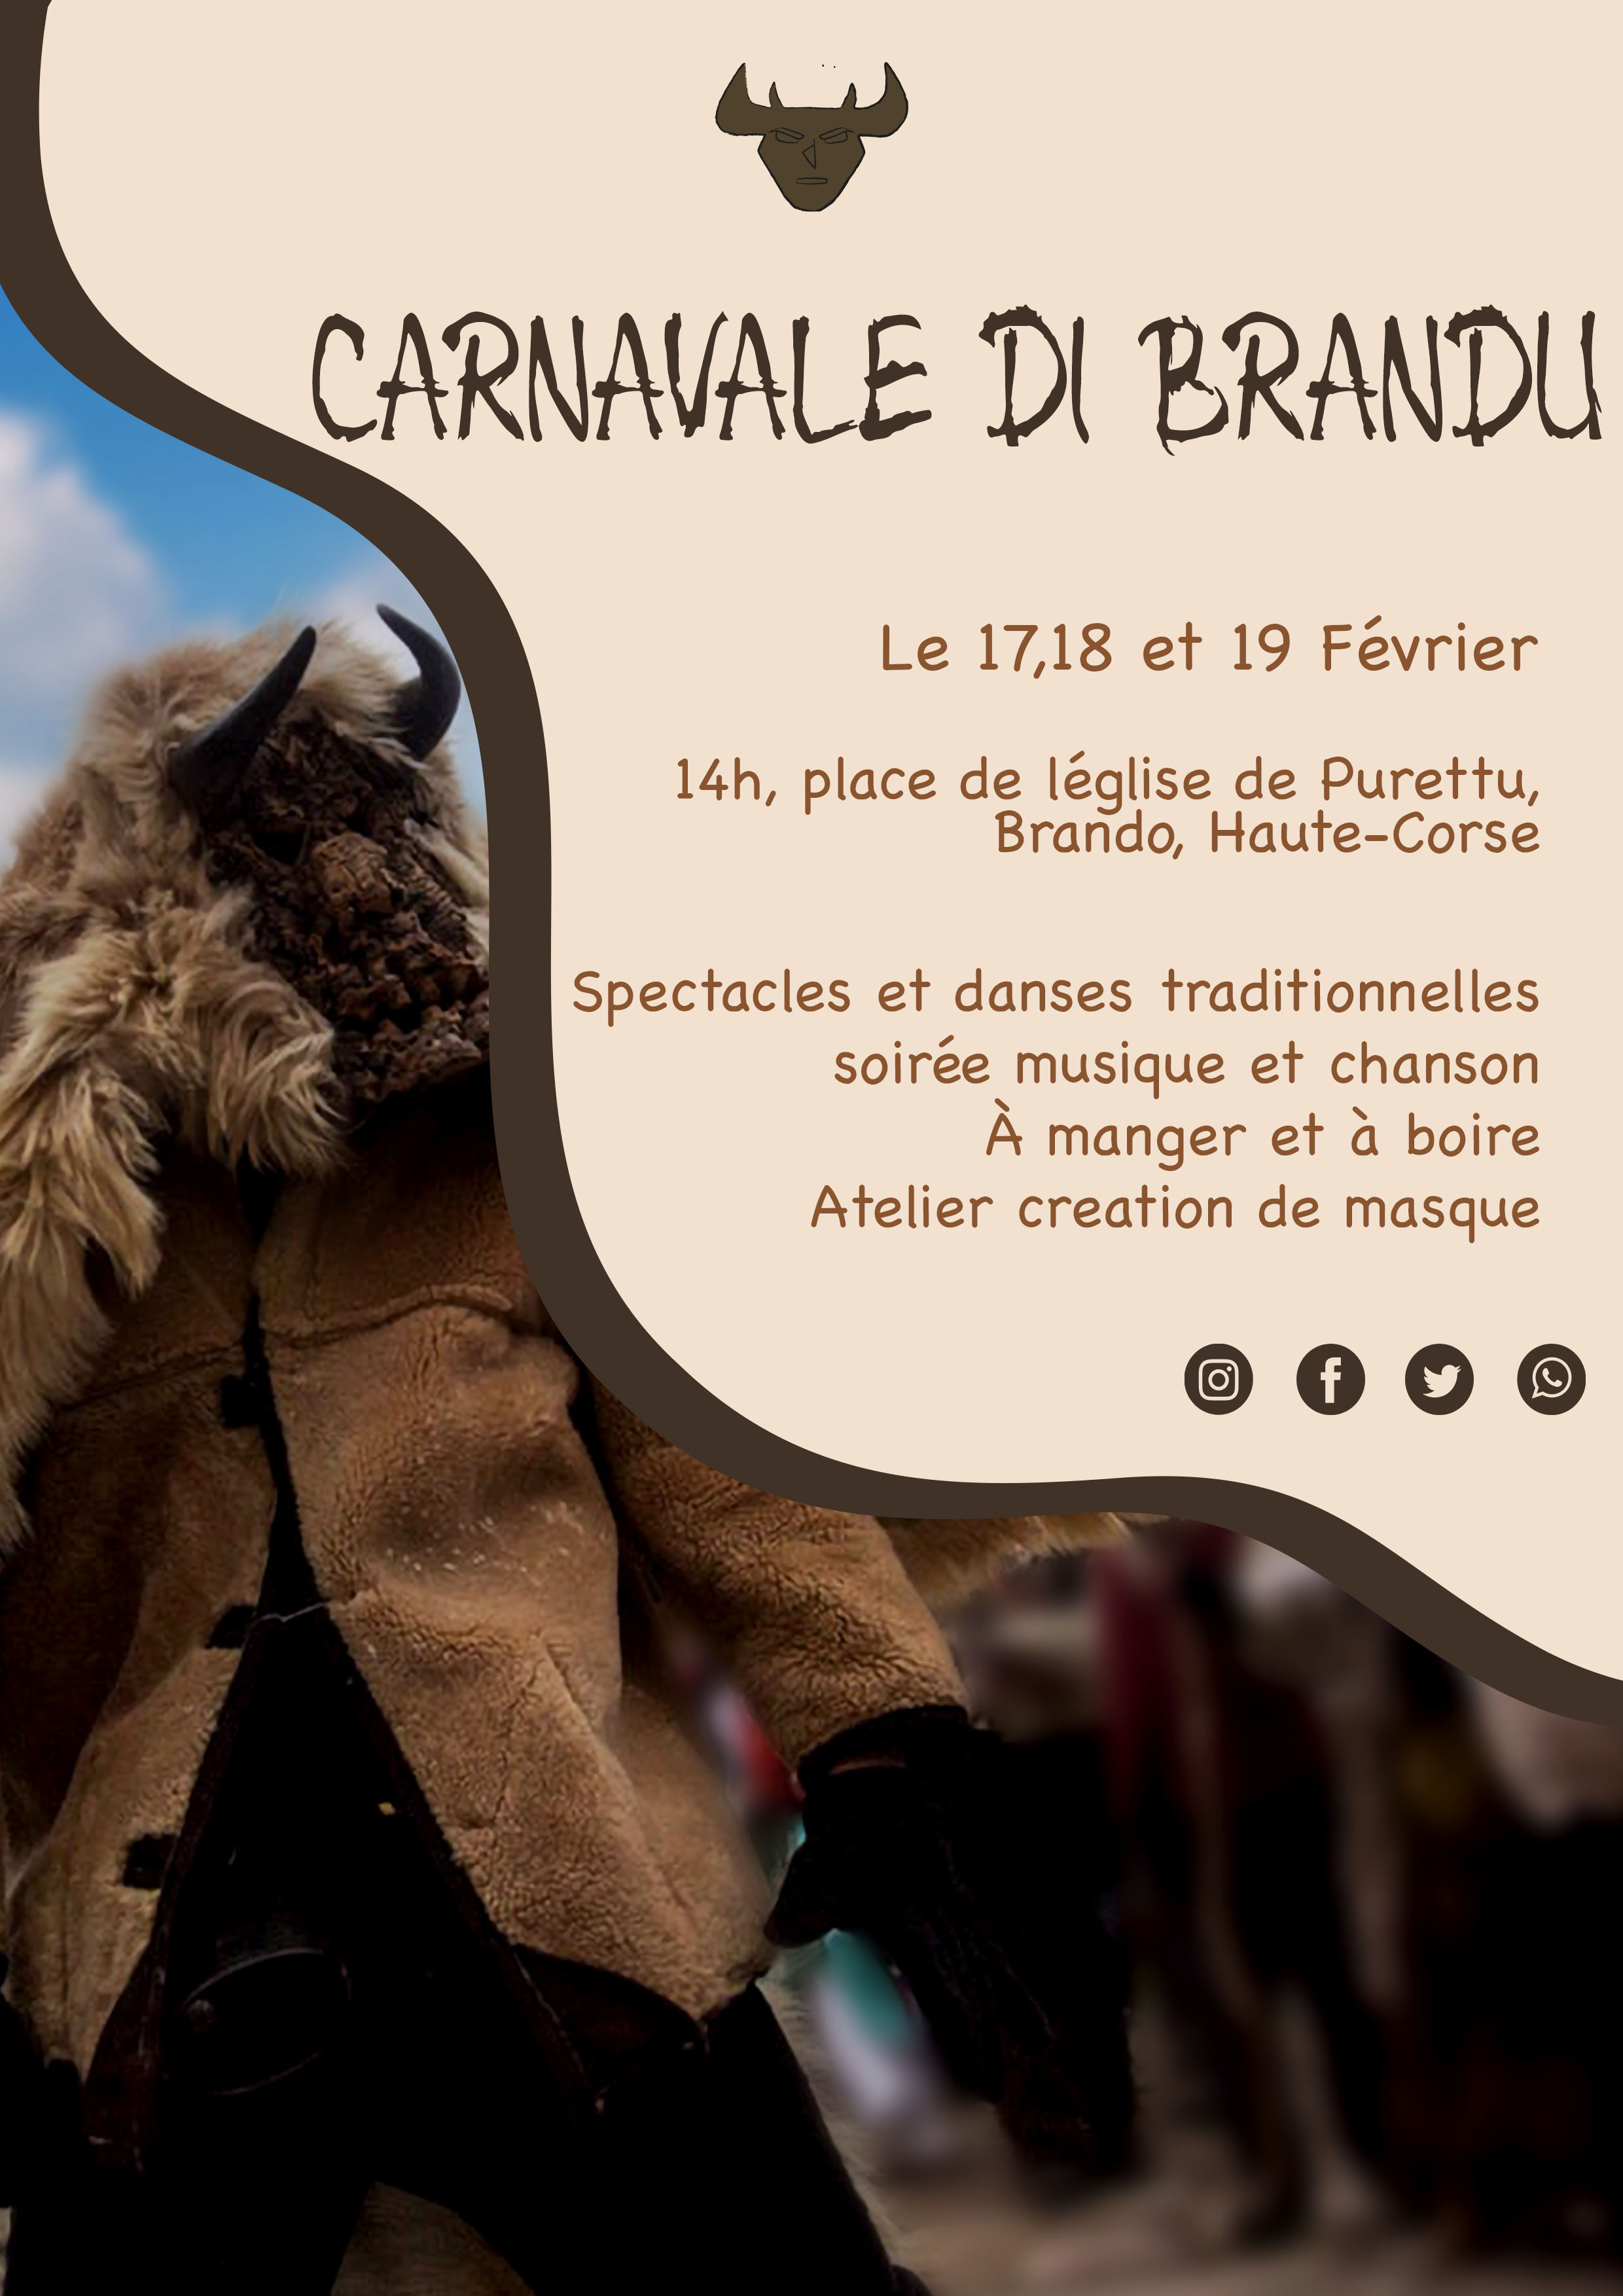 CARNAVALE DI BRANDU
Le 17,18 et 19 Février
14h, place de léglise de Purettu,
Brando, Haute-Corse
Spectacles et danses traditionnelles
soirée musique et chanson
À manger et à boire
Atelier creation de masque